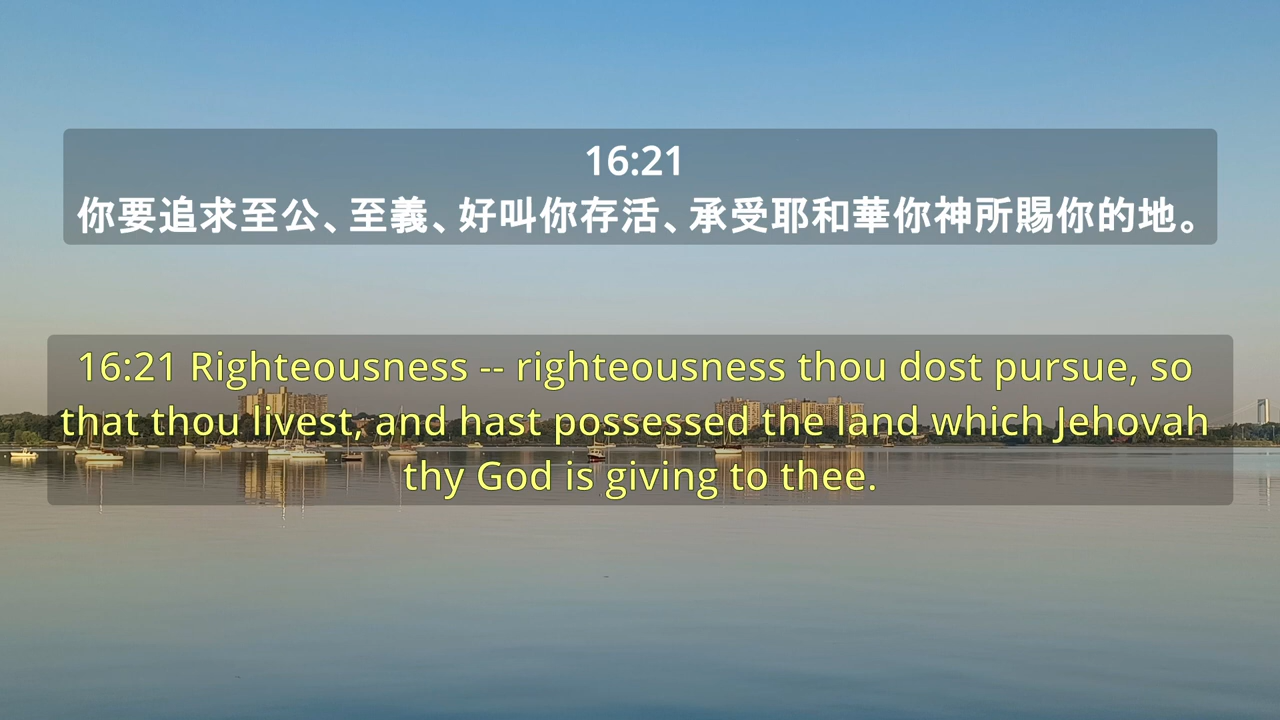 16:21
你要追求至公、至義、好叫你存活、承受耶和華你神所賜你的地。
16:21 Righteousness -- righteousness thou dost pursue, so
that thou livest, and hast possessed the land which Jehovah
thy God is giving to thee.